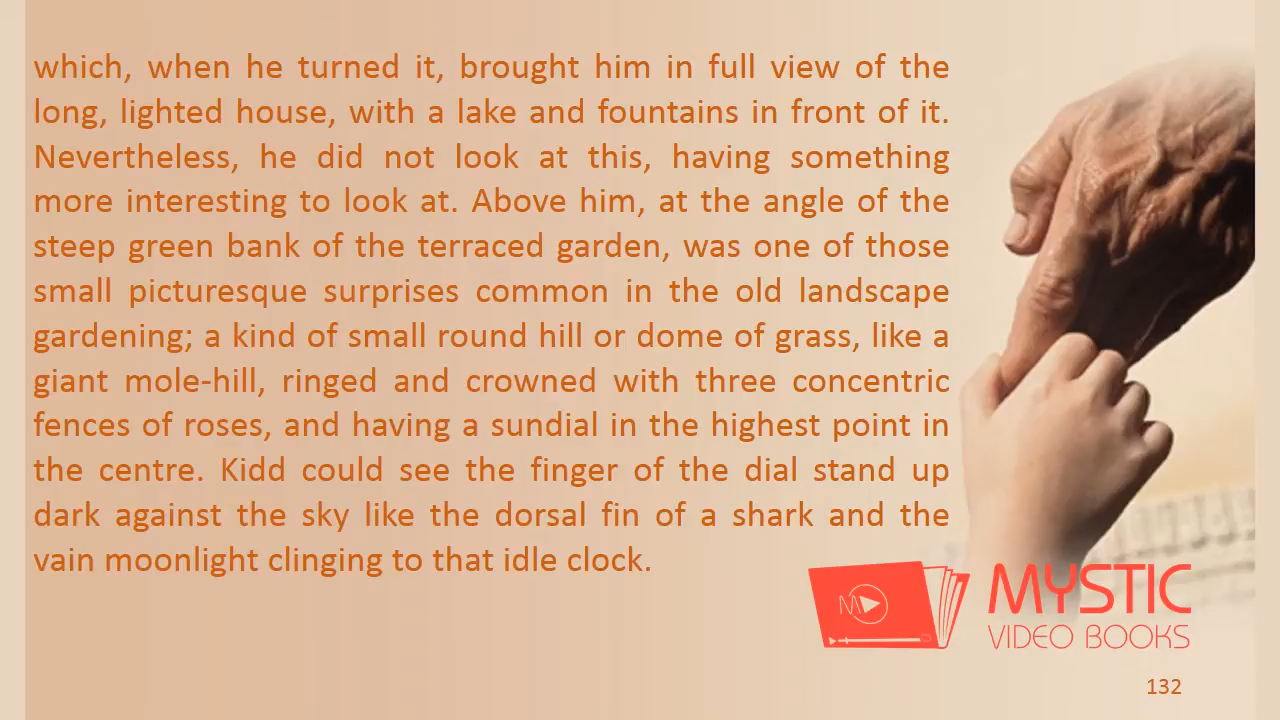 which, when he turned it, brought him in full view of the
long, lighted house, with a lake and fountains in front of it.
Nevertheless, he did not look at this, having something
more interesting to look at. Above him, at the angle of the
steep green bank of the terraced garden, was one of those
small picturesque surprises common in the old landscape
gardening; a kind of small round hill or dome of grass, like a
giant mole-hill, ringed and crowned with three concentric
fences of roses, and having a sundial in the highest point in
the centre. Kidd could see the finger of the dial stand up
dark against the sky like the dorsal fin of a shark and the
vain moonlight clinging to that idle clock.
MYSTIC
VIDEO BOOKS
132